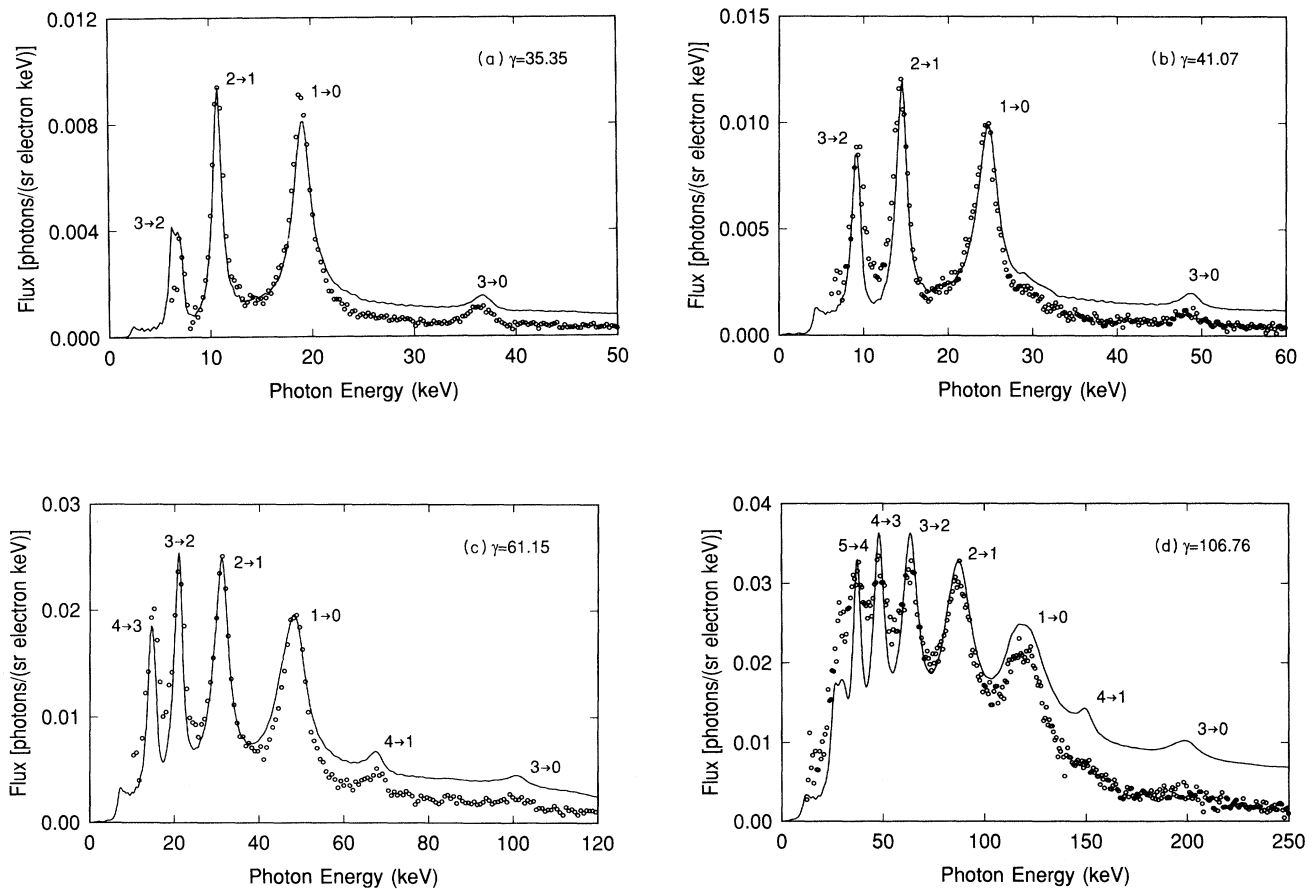 Flux [photons/(sr electron keV)]
0.012
0.008
0.004
0.000
(a) γ=35.35
2→1
1→0
3→2
3→0
0 10 20 30 40 50
Photon Energy (keV)
Flux [photons/(sr electron keV)]
0.015
0.010
0.005
0.000
(b) γ=41.07
2→1
1→0
3→2
3→0
0 10 20 30 40 50 60
Photon Energy (keV)
Flux [photons/(sr electron keV)]
0.03
0.02
0.01
0.00
(c) γ=61.15
3→2
2→1
4→3
1→0
4→1
3→0
0 20 40 60 80 100 120
Photon Energy (keV)
Flux [photons/(sr electron keV)]
0.04
0.03
0.02
0.01
0.00
(d) γ=106.76
4→3
3→2
5→4
2→1
1→0
4→1
3→0
0 50 100 150 200 250
Photon Energy (keV)